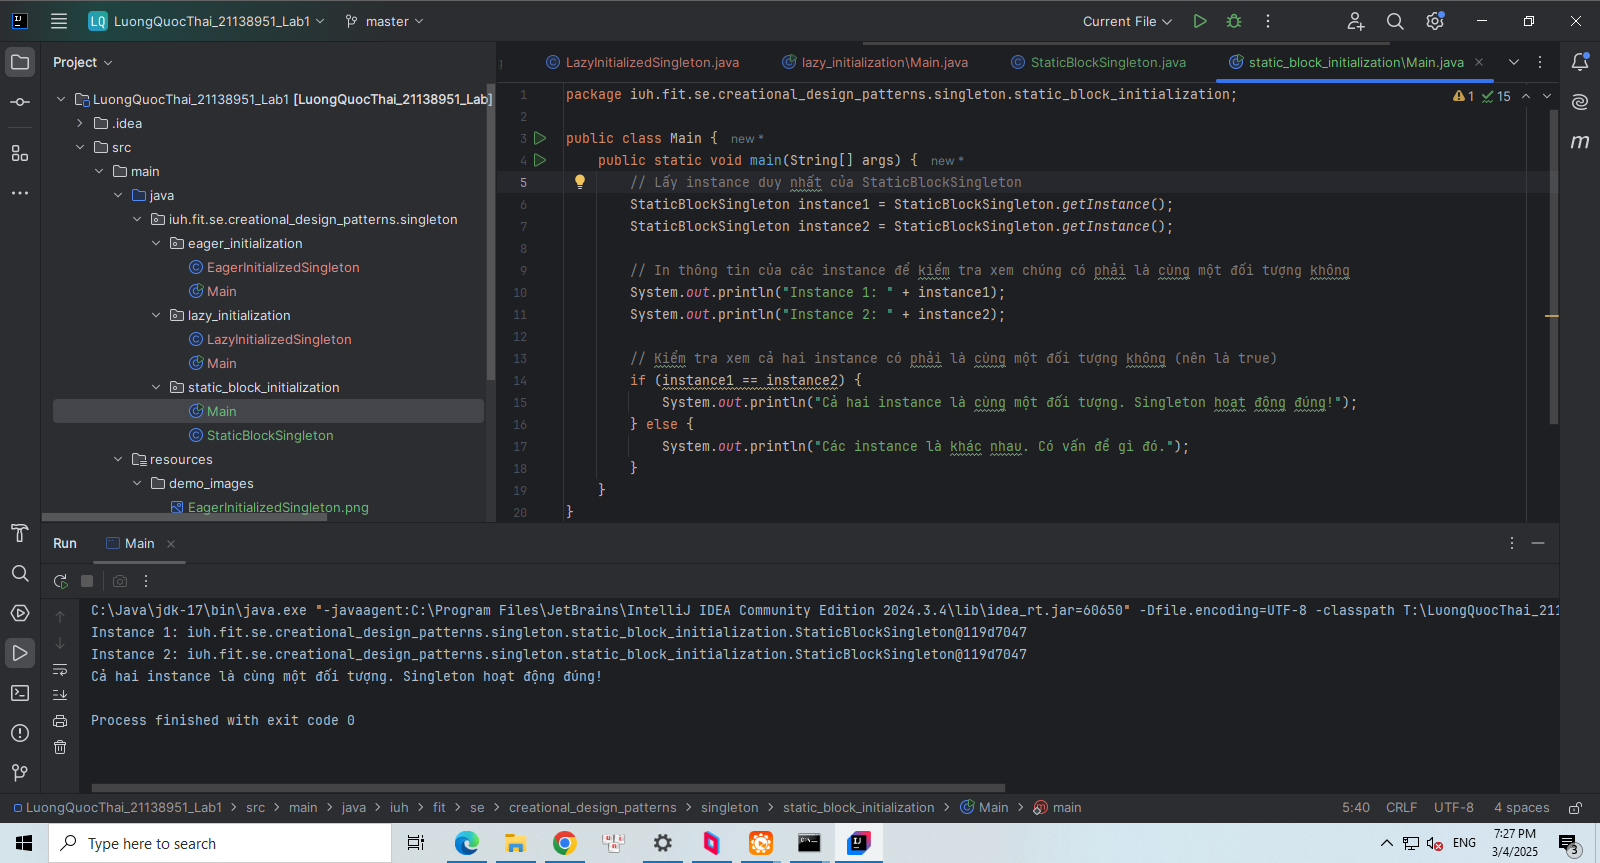 LQ LuongQuocThai_21138951_Lab1 master Current File
Project
LuongQuocThai_21138951_Lab1 [LuongQuocThai_21138951_Lab]
.idea
src
main
java
iuh.fit.se.creational_design_patterns.singleton
eager_initialization
EagerInitializedSingleton
Main
lazy_initialization
LazyInitializedSingleton
Main
static_block_initialization
Main
StaticBlockSingleton
resources
demo_images
EagerInitializedSingleton.png
LazyInitializedSingleton.java lazy_initialization\Main.java StaticBlockSingleton.java static_block_initialization\Main.java
1 package iuh.fit.se.creational_design_patterns.singleton.static_block_initialization; 1 15
2
3 public class Main { new *
4 public static void main(String[] args) { new *
5 // Lấy instance duy nhất của StaticBlockSingleton
6 StaticBlockSingleton instance1 = StaticBlockSingleton.getInstance();
7 StaticBlockSingleton instance2 = StaticBlockSingleton.getInstance();
8
9 // In thông tin của các instance để kiểm tra xem chúng có phải là cùng một đối tượng không
10 System.out.println("Instance 1: " + instance1);
11 System.out.println("Instance 2: " + instance2);
12
13 // Kiểm tra xem cả hai instance có phải là cùng một đối tượng không (nên là true)
14 if (instance1 == instance2) {
15 System.out.println("Cả hai instance là cùng một đối tượng. Singleton hoạt động đúng!");
16 } else {
17 System.out.println("Các instance là khác nhau. Có vấn đề gì đó.");
18 }
19 }
20 }
Run Main
C:\Java\jdk-17\bin\java.exe "-javaagent:C:\Program Files\JetBrains\IntelliJ IDEA Community Edition 2024.3.4\lib\idea_rt.jar=60650" -Dfile.encoding=UTF-8 -classpath T:\LuongQuocThai_211
Instance 1: iuh.fit.se.creational_design_patterns.singleton.static_block_initialization.StaticBlockSingleton@119d7047
Instance 2: iuh.fit.se.creational_design_patterns.singleton.static_block_initialization.StaticBlockSingleton@119d7047
Cả hai instance là cùng một đối tượng. Singleton hoạt động đúng!
Process finished with exit code 0
LuongQuocThai_21138951_Lab1 > src > main > java > iuh > fit > se > creational_design_patterns > singleton > static_block_initialization > Main > main 5:40 CRLF UTF-8 4 spaces
Type here to search
ENG
7:27 PM
3/4/2025
3